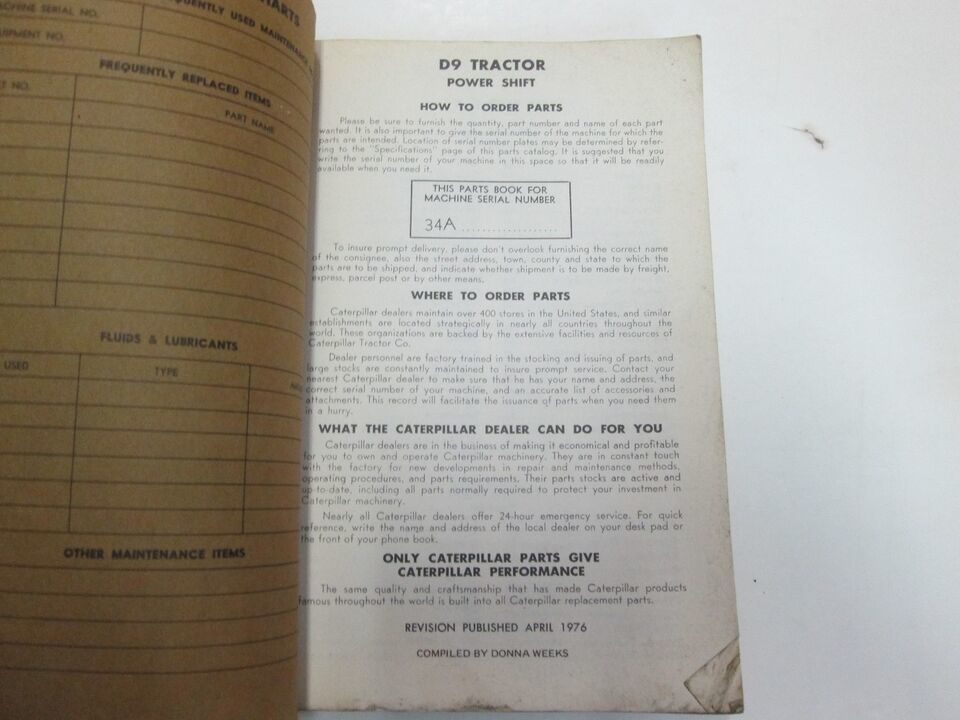 HARTS
MACHINE SERIAL NO.
EQUENTLY USED MAINTENANCE
UIPMENT NO.
FREQUENTLY REPLACED ITEMS
NO.
PART NAME
FLUIDS & LUBRICANTS
USED
TYPE
OTHER MAINTENANCE ITEMS
D9 TRACTOR
POWER SHIFT
HOW TO ORDER PARTS
Please be sure to furnish the quantity, part number and name of each part
wanted. It is also important to give the serial number of the machine for which the
parts are intended. Location of serial number plates may be determined by refer-
ring to the "Specifications" page of this parts catalog. It is suggested that you
write the serial number of your machine in this space so that it will be readily
available when you need it.
THIS PARTS BOOK FOR
MACHINE SERIAL NUMBER
34A ...................
To insure prompt delivery, please don't overlook furnishing the correct name
of the consignee, also the street address, town, county and state to which the
parts are to be shipped, and indicate whether shipment is to be made by freight,
express, parcel post or by other means.
WHERE TO ORDER PARTS
Caterpillar dealers maintain over 400 stores in the United States, and similar
establishments are located strategically in nearly all countries throughout the
world. These organizations are backed by the extensive facilities and resources of
Caterpillar Tractor Co.
Dealer personnel are factory trained in the stocking and issuing of parts, and
large stocks are constantly maintained to insure prompt service. Contact your
nearest Caterpillar dealer to make sure that he has your name and address, the
correct serial number of your machine, and an accurate list of accessories and
attachments. This record will facilitate the issuance of parts when you need them
in a hurry.
WHAT THE CATERPILLAR DEALER CAN DO FOR YOU
Caterpillar dealers are in the business of making it economical and profitable
for you to own and operate Caterpillar machinery. They are in constant touch
with the factory for new developments in repair and maintenance methods,
operating procedures, and parts requirements. Their parts stocks are active and
up-to-date, including all parts normally required to protect your investment in
Caterpillar machinery.
Nearly all Caterpillar dealers offer 24-hour emergency service. For quick
reference, write the name and address of the local dealer on your desk pad or
the front of your phone book.
ONLY CATERPILLAR PARTS GIVE
CATERPILLAR PERFORMANCE
The same quality and craftsmanship that has made Caterpillar products
famous throughout the world is built into all Caterpillar replacement parts.
REVISION PUBLISHED APRIL 1976
COMPILED BY DONNA WEEKS